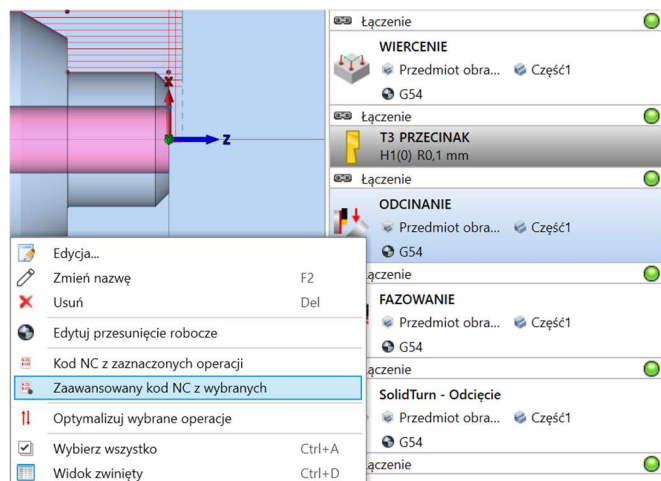 X
Z
Łączenie
WIERCENIE
Przedmiot obra... Część1
G54
Łączenie
T3 PRZECINAK
H1(0) R0,1 mm
Łączenie
ODCINANIE
Przedmiot obra... Część1
G54
FAZOWANIE
Przedmiot obra... Część1
G54
SolidTurn - Odcięcie
Przedmiot obra... Część1
G54
Edycja...
Zmień nazwę F2
Usuń Del
Edytuj przesunięcie robocze
Kod NC z zaznaczonych operacji
Zaawansowany kod NC z wybranych
Optymalizuj wybrane operacje
Wybierz wszystko Ctrl+A
Widok zwinięty Ctrl+D